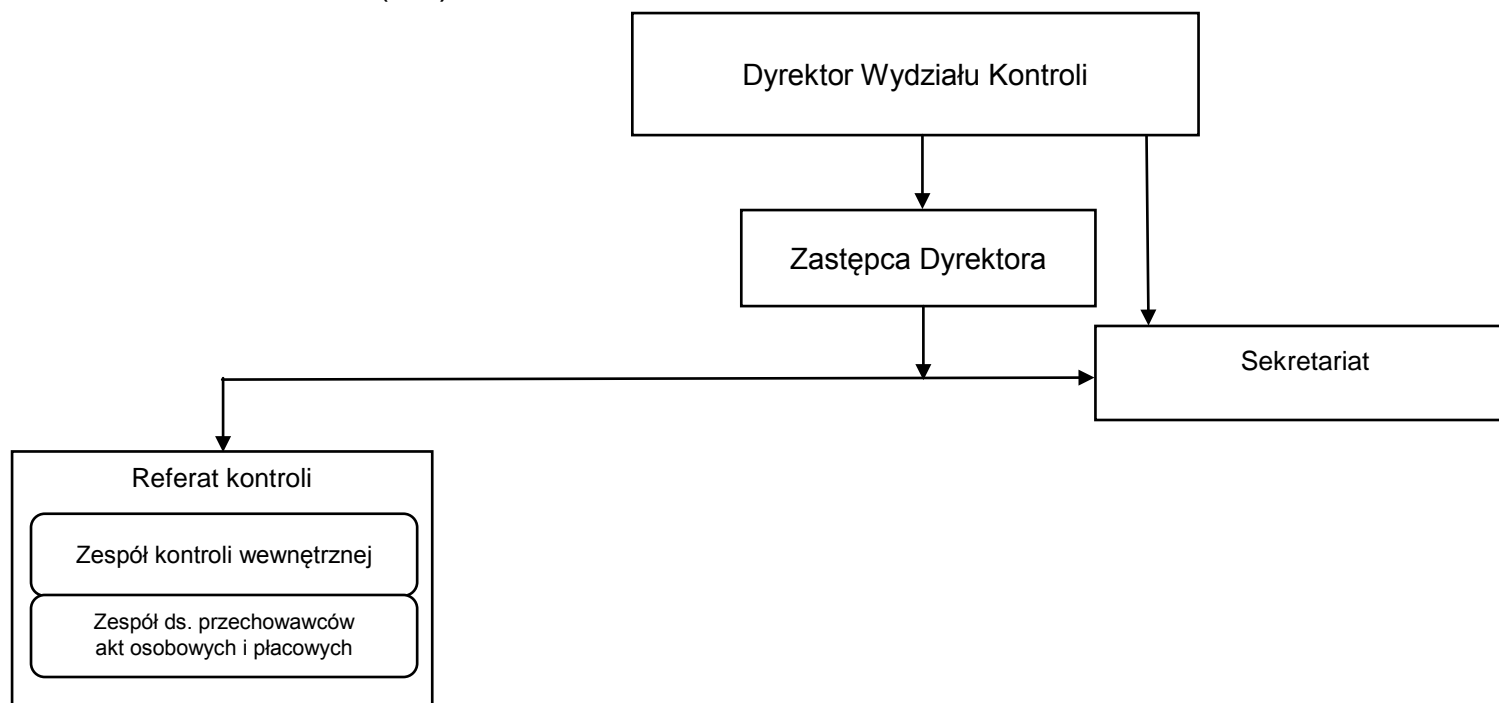 Dyrektor Wydziału Kontroli
Zastępca Dyrektora
Sekretariat
Referat kontroli
Zespół kontroli wewnętrznej
Zespół ds. przechowawców
akt osobowych i płacowych